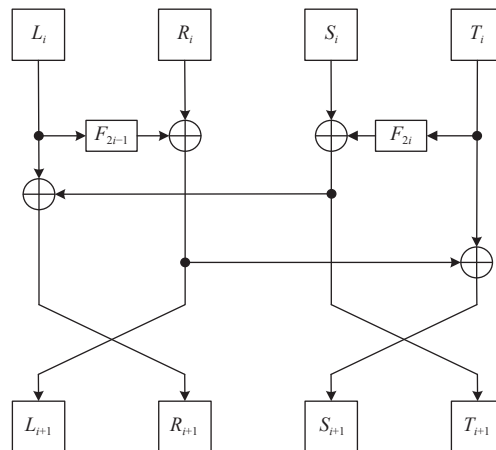 L_i R_i S_i T_i
F_{2i−1} F_{2i}
L_{i+1} R_{i+1} S_{i+1} T_{i+1}